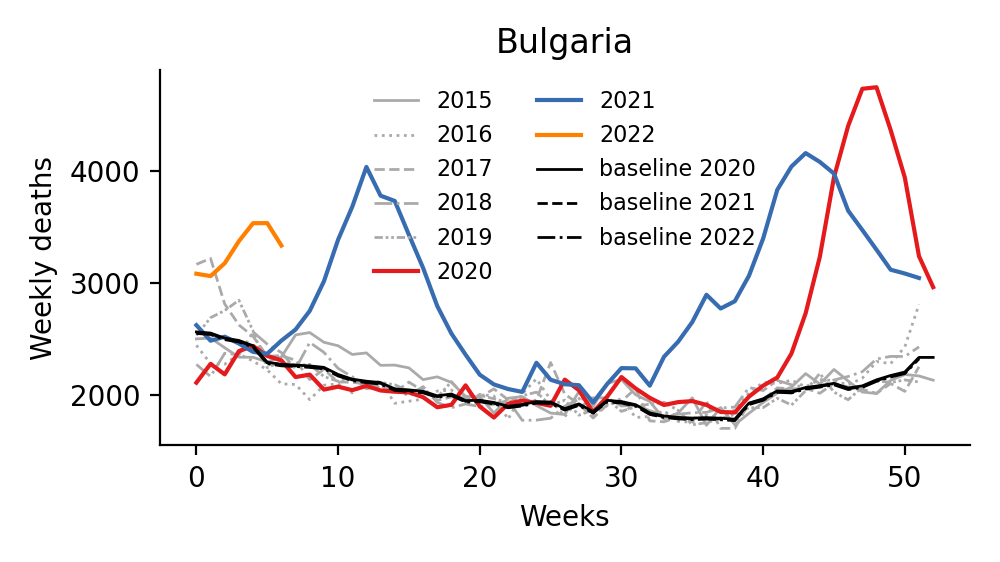 Bulgaria
Weekly deaths
4000
3000
2000
2015
2016
2017
2018
2019
2020
2021
2022
baseline 2020
baseline 2021
baseline 2022
0 10 20 30 40 50
Weeks